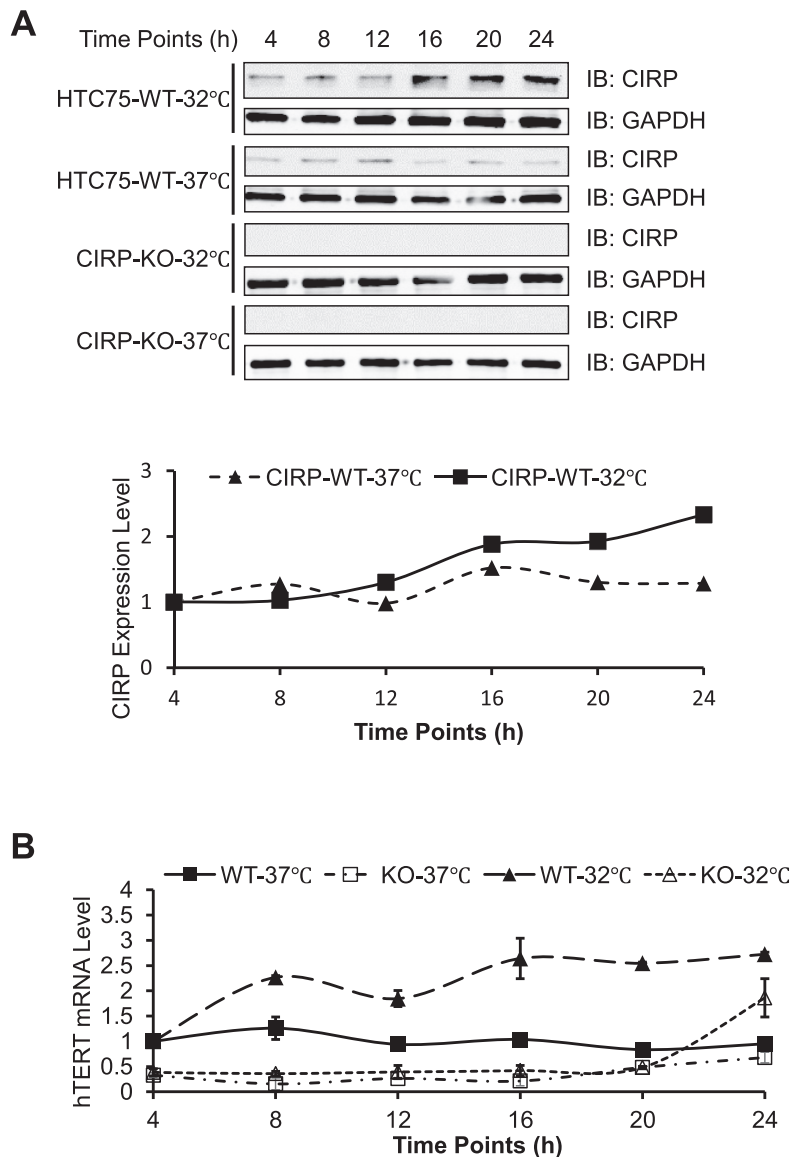 A
Time Points (h) 4 8 12 16 20 24
HTC75-WT-32℃
IB: CIRP
IB: GAPDH
HTC75-WT-37℃
IB: CIRP
IB: GAPDH
CIRP-KO-32℃
IB: CIRP
IB: GAPDH
CIRP-KO-37℃
IB: CIRP
IB: GAPDH
CIRP-WT-37℃ CIRP-WT-32℃
CIRP Expression Level
3
2
1
0
4 8 12 16 20 24
Time Points (h)
B
WT-37℃ KO-37℃ WT-32℃ KO-32℃
hTERT mRNA Level
4
3.5
3
2.5
2
1.5
1
0.5
0
4 8 12 16 20 24
Time Points (h)